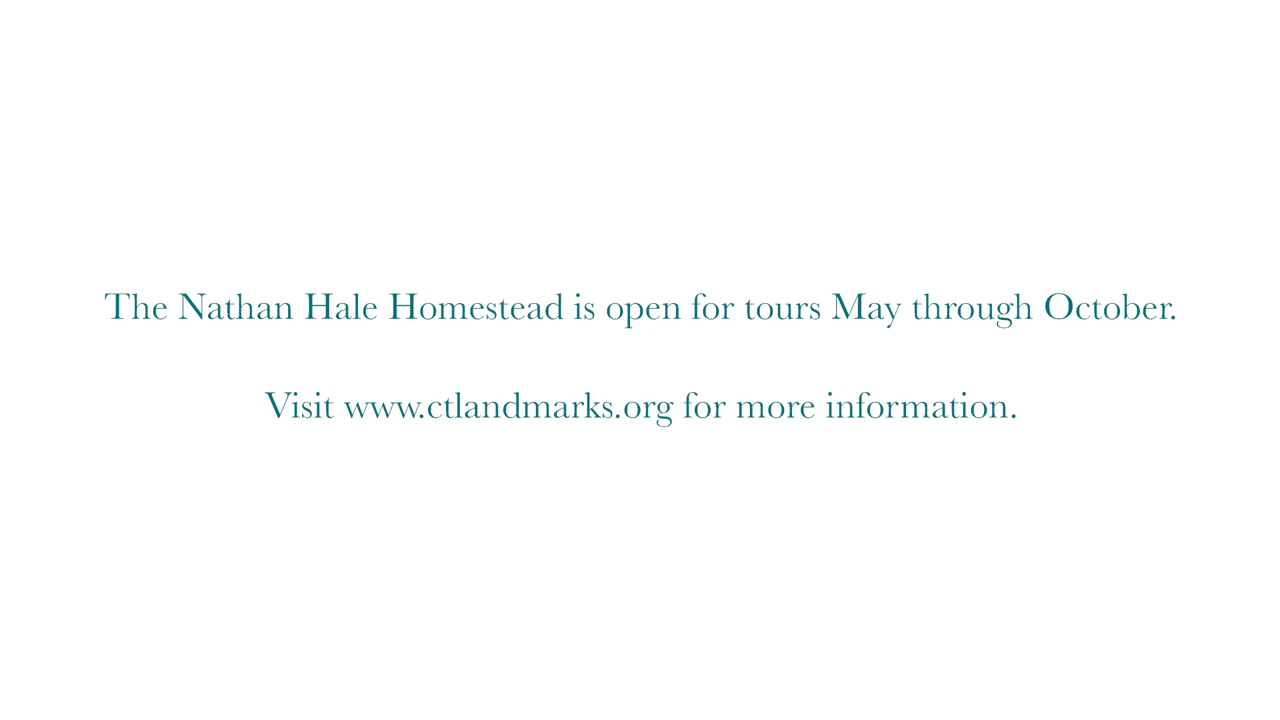 The Nathan Hale Homestead is open for tours May through October.
Visit www.ctlandmarks.org for more information.